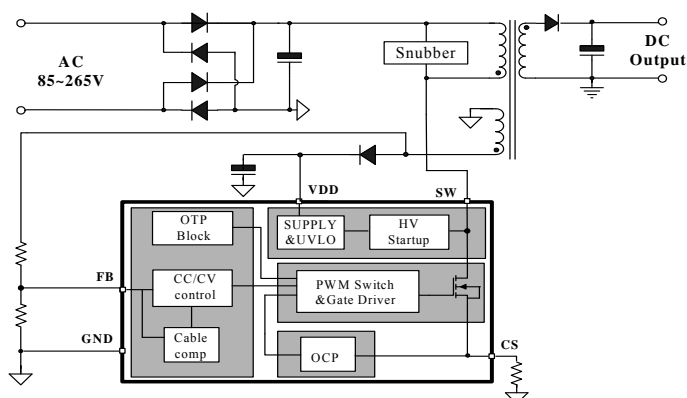 AC
85~265V
Snubber
DC
Output
VDD
SW
OTP
Block
SUPPLY
&UVLO
HV
Startup
FB
CC/CV
control
PWM Switch
&Gate Driver
GND
Cable
comp
OCP
CS